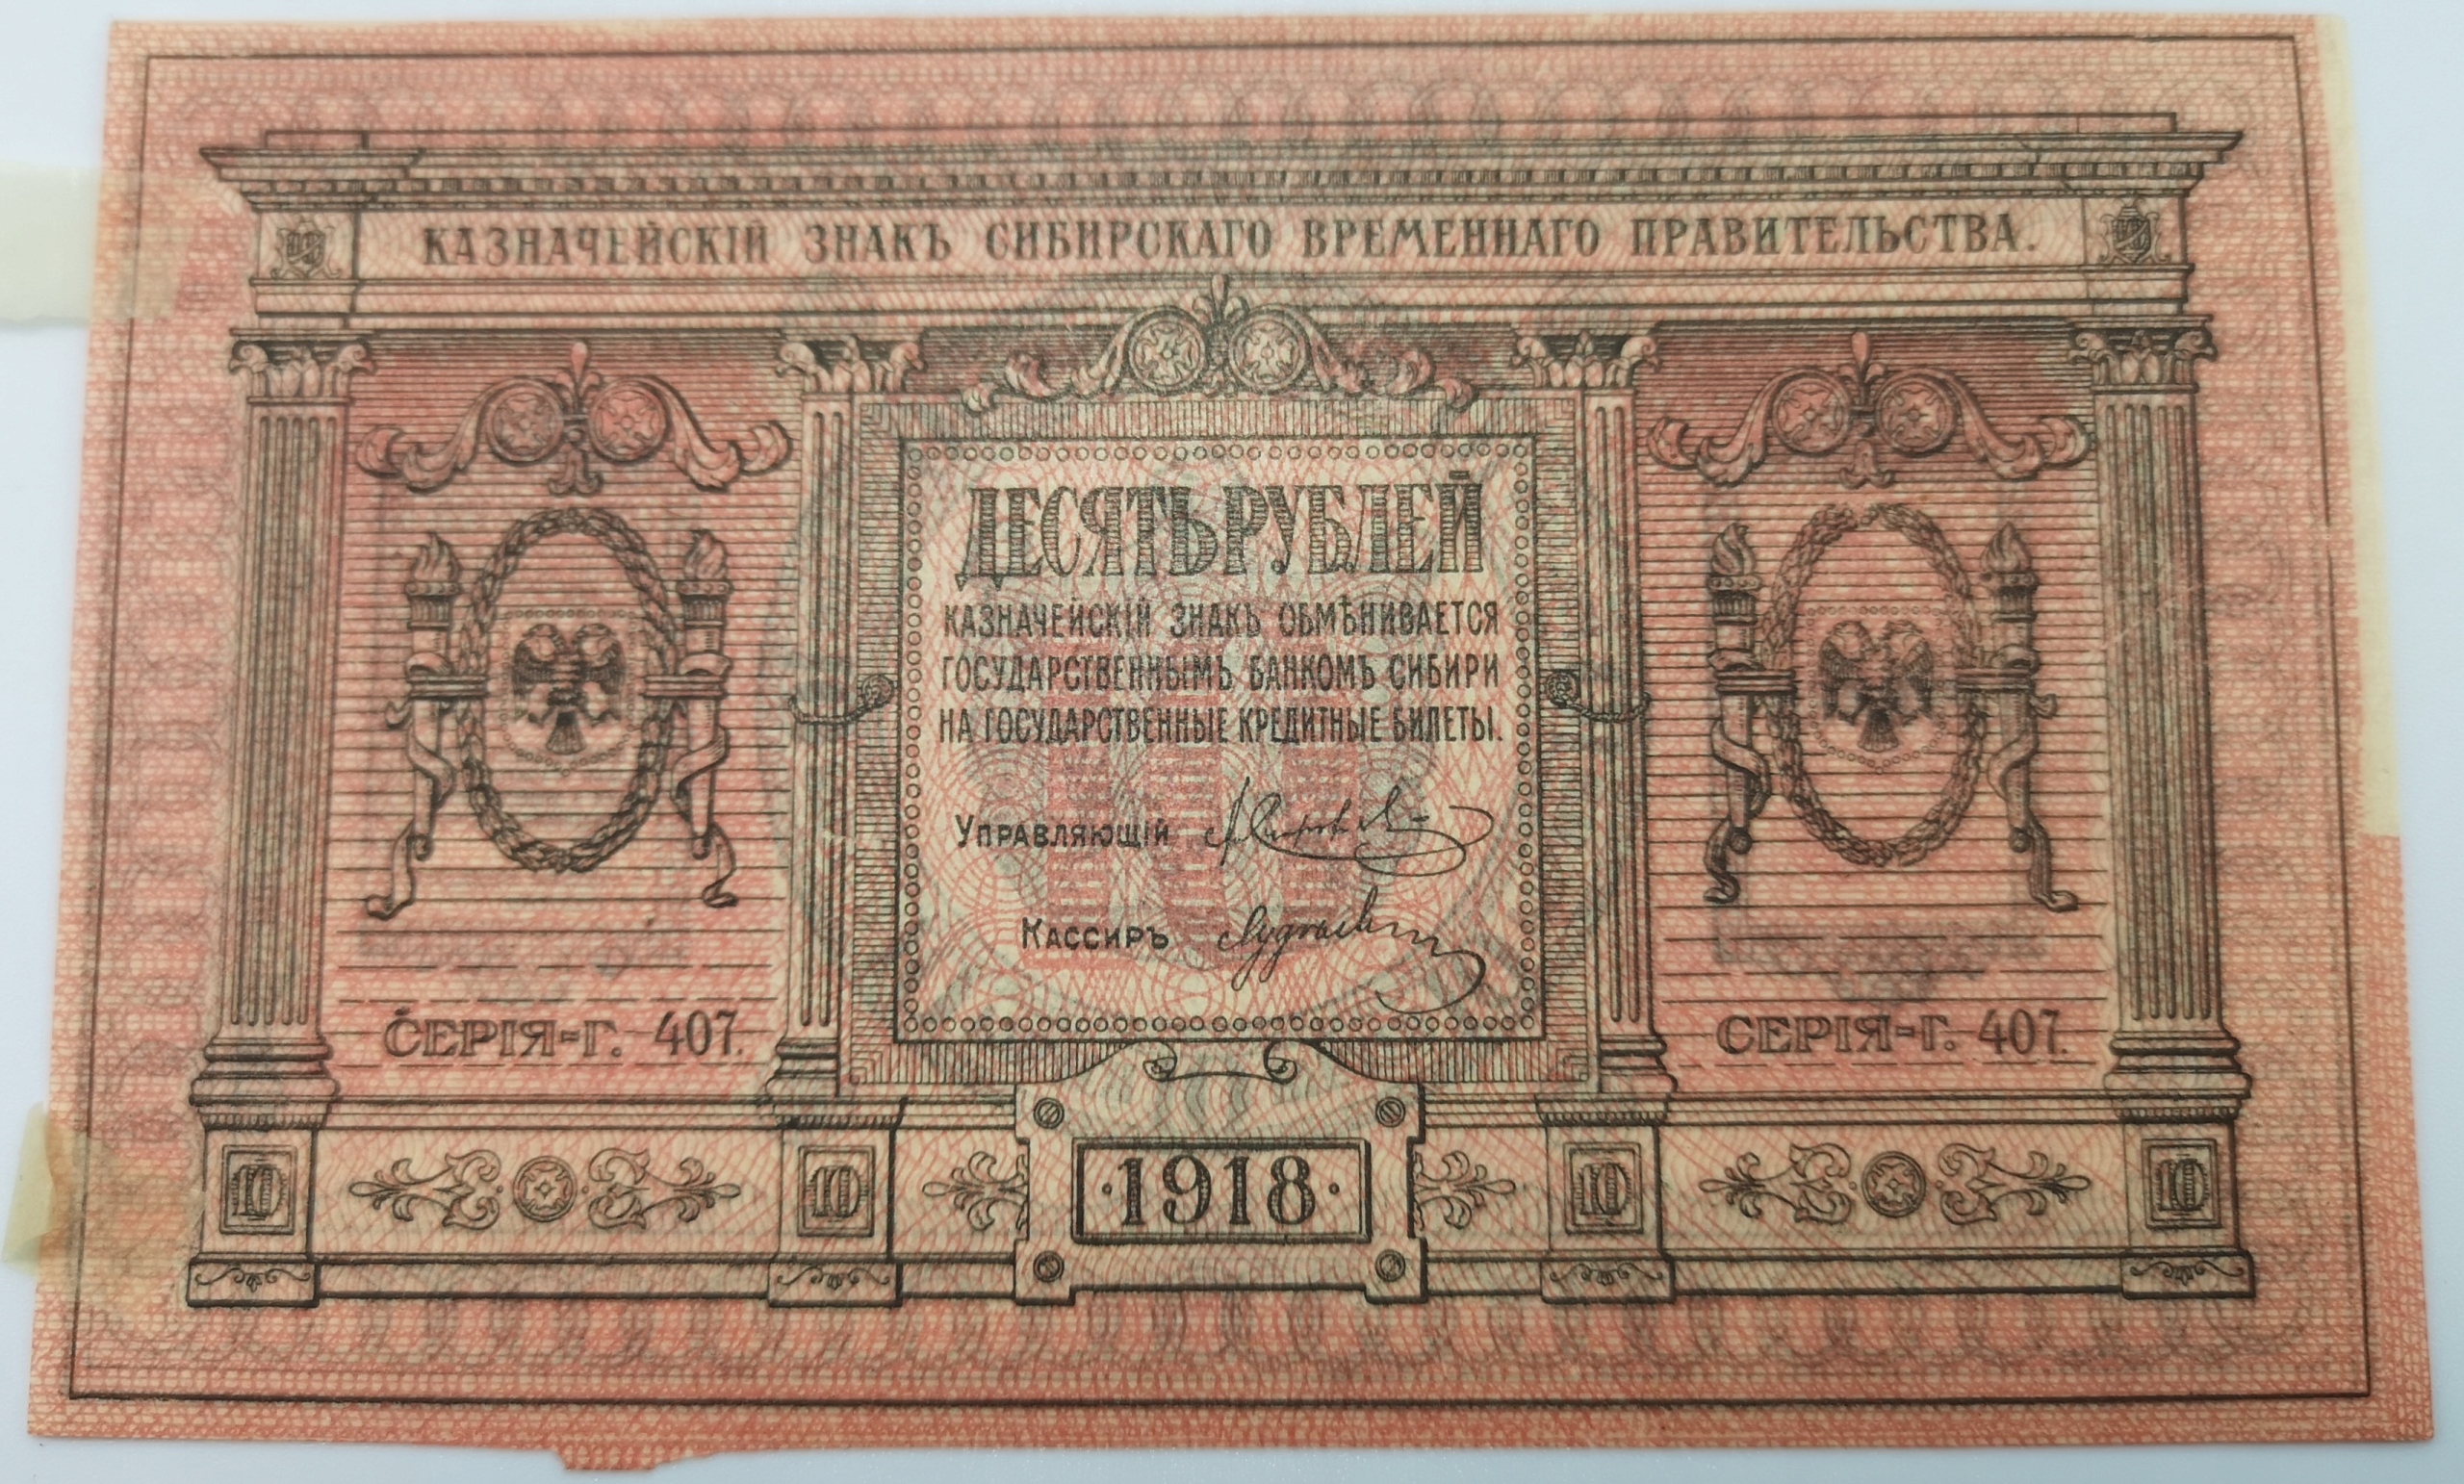 КАЗНАЧЕЙСКІЙ ЗНАКЪ СИБИРСКАГО ВРЕМЕННАГО ПРАВИТЕЛЬСТВА.
ДЕСЯТЬ РУБЛЕЙ
КАЗНАЧЕЙСКІЙ ЗНАКЪ ОБМѢНИВАЕТСЯ
ГОСУДАРСТВЕННЫМЪ БАНКОМЪ СИБИРИ
НА ГОСУДАРСТВЕННЫЕ КРЕДИТНЫЕ БИЛЕТЫ.
УПРАВЛЯЮЩІЙ
КАССИРЪ
СЕРІЯ=Г. 407.
СЕРІЯ=Г. 407.
10
10
·1918·
10
10